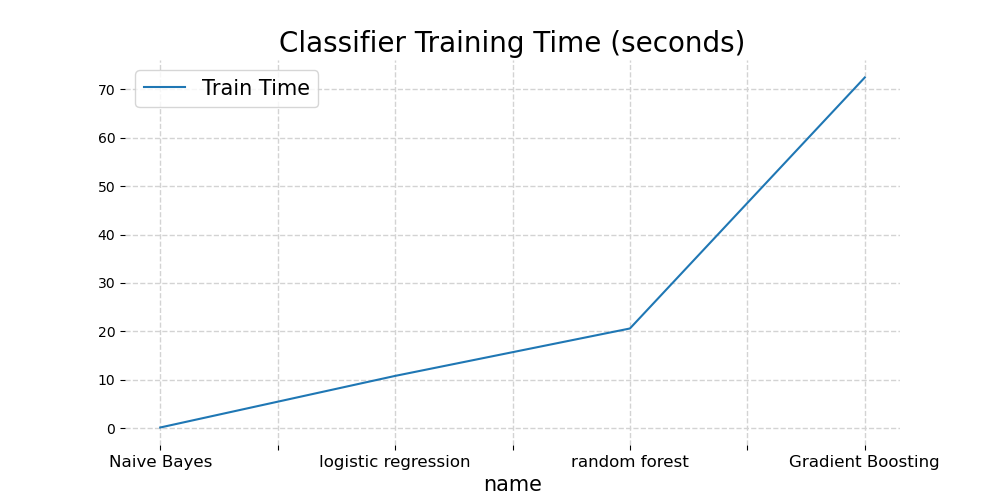 Classifier Training Time (seconds)
Train Time
70
60
50
40
30
20
10
0
Naive Bayes logistic regression random forest Gradient Boosting
name